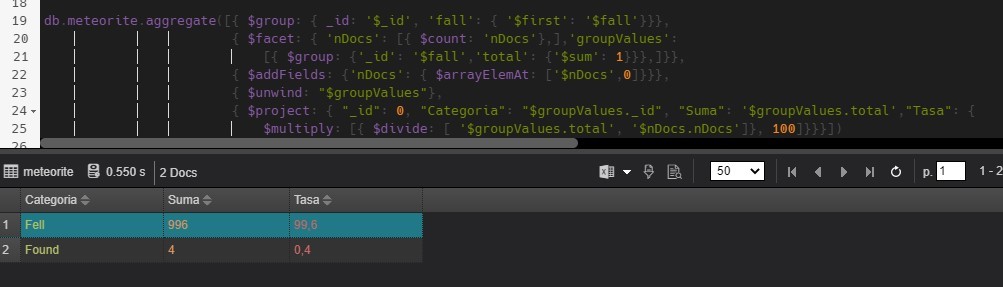 18
19 db.meteorite.aggregate([{ $group: { _id: '$_id', 'fall': { '$first': '$fall'}}},
20 { $facet: { 'nDocs': [{ $count: 'nDocs'},],'groupValues':
21 [{ $group: {'_id': '$fall','total': {'$sum': 1}}},]}},
22 { $addFields: {'nDocs': { $arrayElemAt: ['$nDocs',0]}}},
23 { $unwind: "$groupValues"},
24 { $project: { "_id": 0, "Categoria": "$groupValues._id", "Suma": '$groupValues.total',"Tasa": {
25 $multiply: [{ $divide: [ '$groupValues.total', '$nDocs.nDocs']}, 100]}}}])
26
meteorite 0.550 s 2 Docs 50 p. 1 1 - 2
Categoria Suma Tasa
1 Fell 996 99,6
2 Found 4 0,4